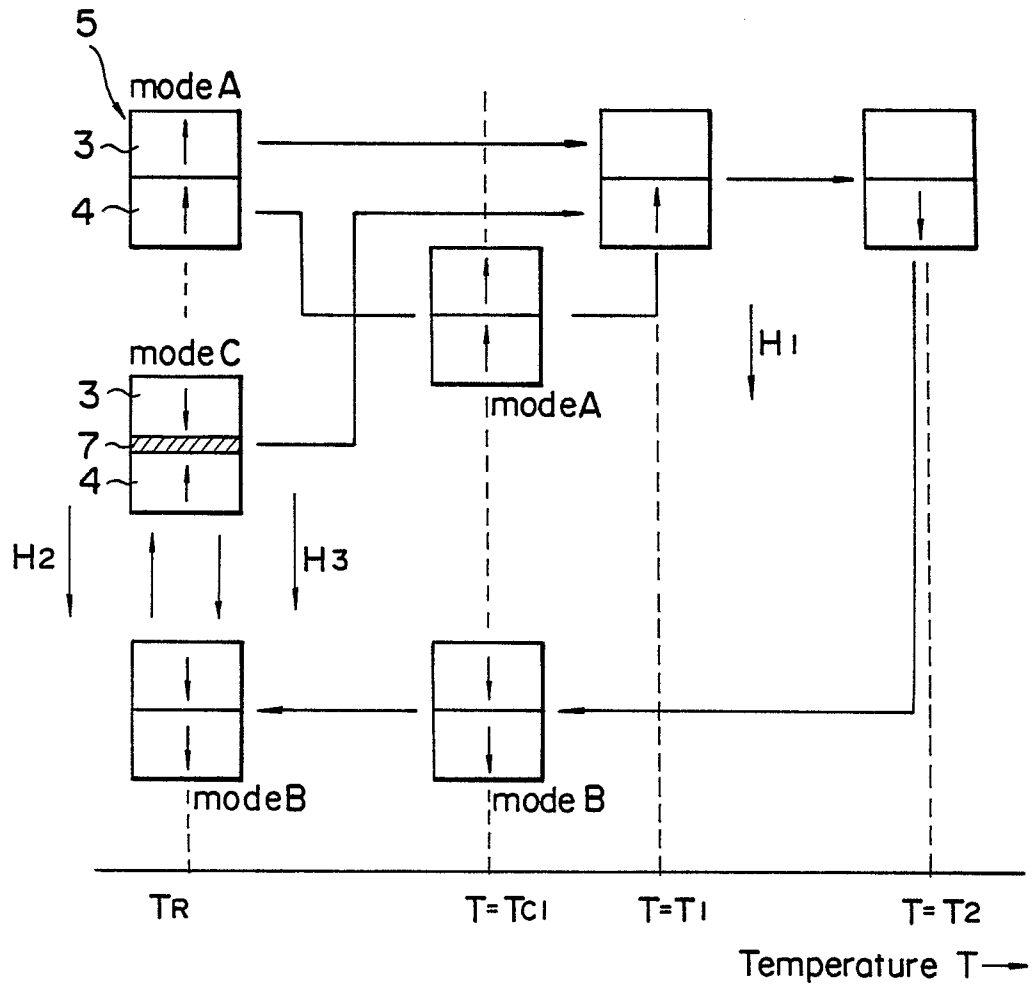 5
mode A
3
4
mode A
H1
mode C
3
7
4
H2
H3
mode B
mode B
TR
T=TC1
T=T1
T=T2
Temperature T